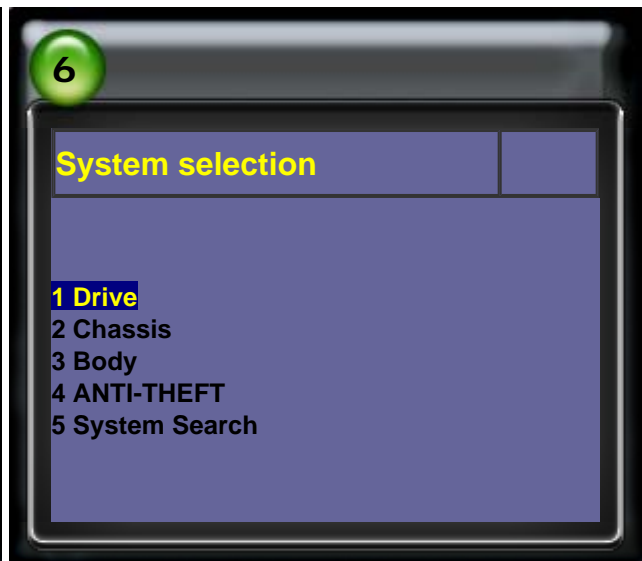 6
System selection
1 Drive
2 Chassis
3 Body
4 ANTI-THEFT
5 System Search